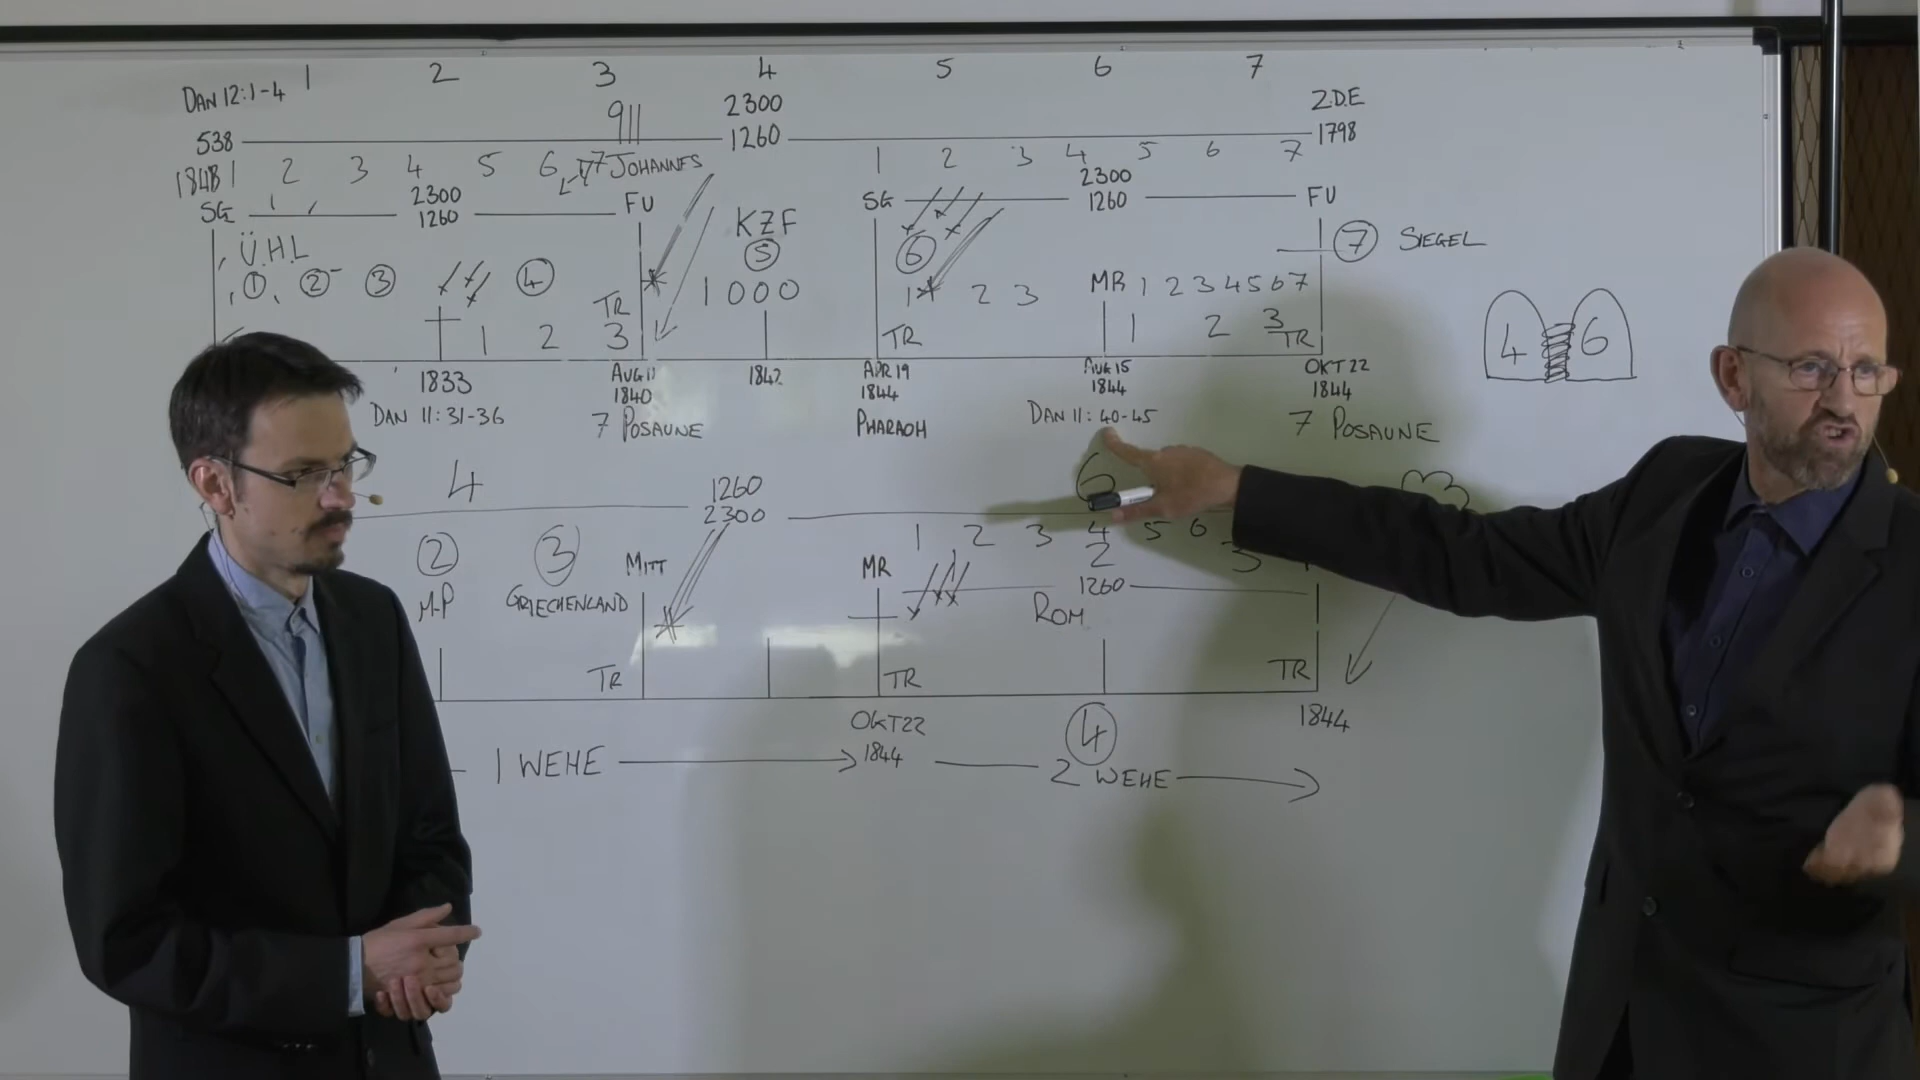 1 2 3 4 5 6 7
DAN 12:1-4 911 2300 Z.D.E
538 1260 1798
1 2 3 4 5 6 7
184B 1 2 3 4 5 6 7 JOHANNES
2300 2300
SG 1260 FU SG 1260 FU
KZF
Ü.H.L 5 6 7 SIEGEL
1 2 3 4 TR 1000 1 2 3 MR 1 2 3 4 5 6 7
4 6
1 2 3 TR 1 2 3 TR
1833 AUG 11 1840 1842 APR 19 1844 AUG 15 1844 OKT 22 1844
DAN 11:31-36 7 POSAUNE PHARAOH DAN 11:40-45 7 POSAUNE
4 1260 6
2300
1 2 3 4 5 6
2 3 MITT MR 2 3
M-P GRIECHENLAND 1260
ROM
TR TR TR
OKT 22 1844 4 1844
1 WEHE 2 WEHE